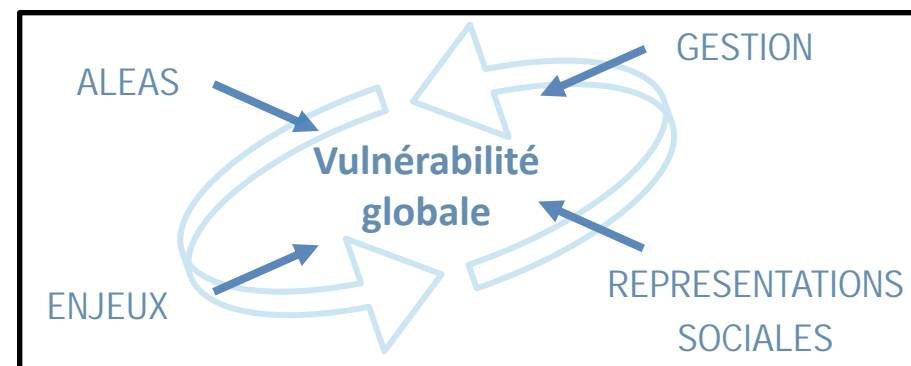 GESTION
ALEAS
Vulnérabilité
globale
ENJEUX
REPRESENTATIONS
SOCIALES